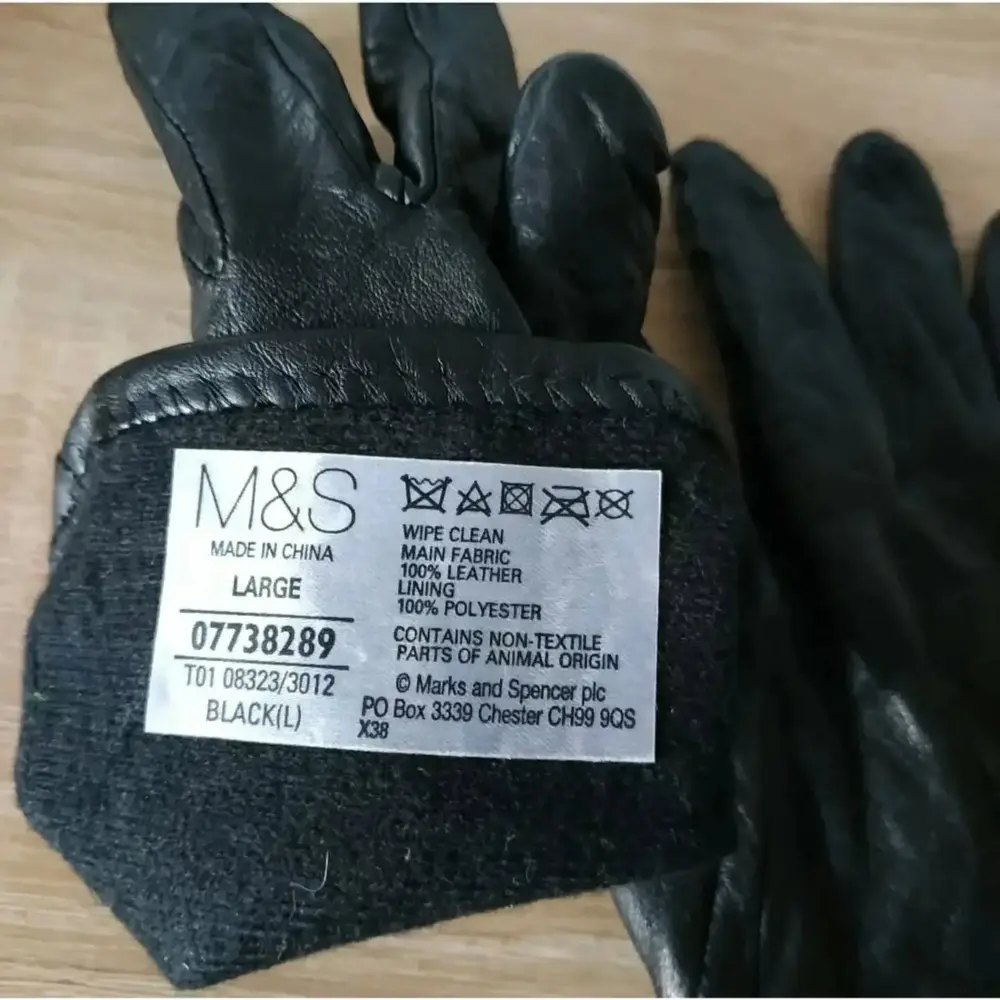 M&S
MADE IN CHINA
LARGE
07738289
T01 08323/3012
BLACK(L)
WIPE CLEAN
MAIN FABRIC
100% LEATHER
LINING
100% POLYESTER
CONTAINS NON-TEXTILE
PARTS OF ANIMAL ORIGIN
© Marks and Spencer plc
PO Box 3339 Chester CH99 9QS
X38